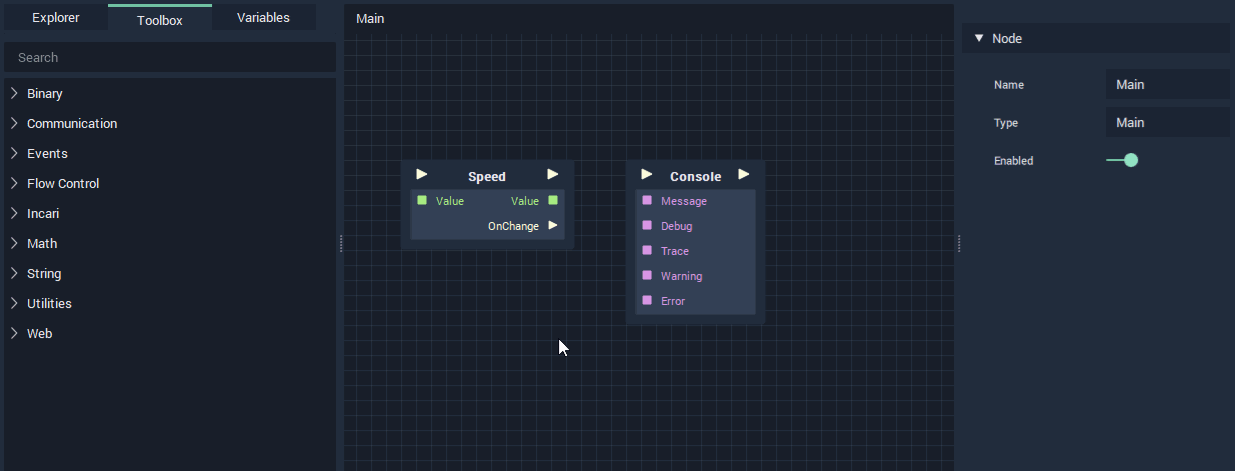 Explorer
Toolbox
Variables
Search
Binary
Communication
Events
Flow Control
Incari
Math
String
Utilities
Web
Main
Speed
Value
Value
OnChange
Console
Message
Debug
Trace
Warning
Error
Node
Name
Main
Type
Main
Enabled